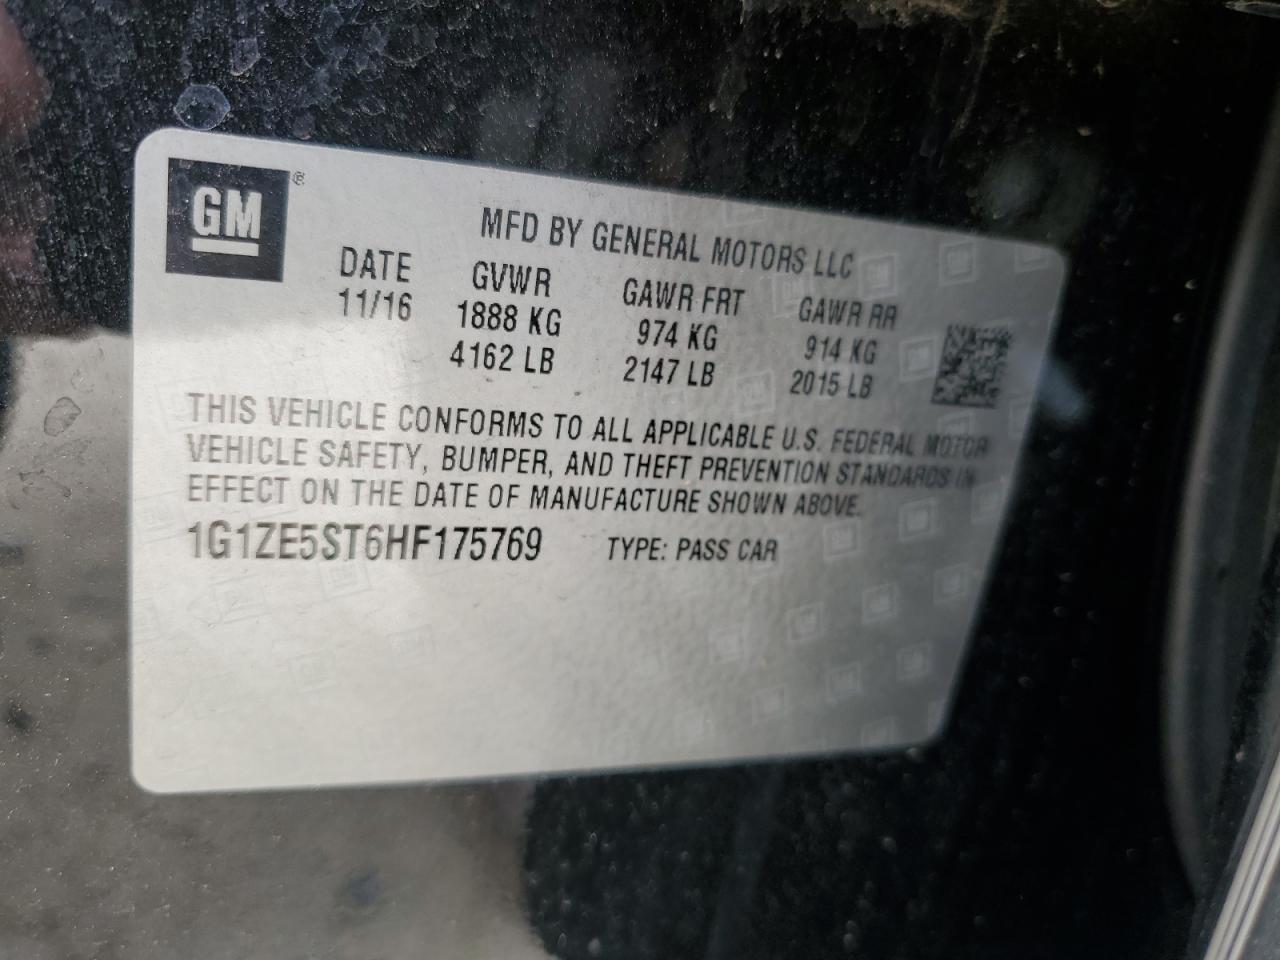 GM ®
MFD BY GENERAL MOTORS LLC
DATE GVWR GAWR FRT GAWR RR
11/16 1888 KG 974 KG 914 KG
4162 LB 2147 LB 2015 LB
THIS VEHICLE CONFORMS TO ALL APPLICABLE U.S. FEDERAL MOTOR
VEHICLE SAFETY, BUMPER, AND THEFT PREVENTION STANDARDS IN
EFFECT ON THE DATE OF MANUFACTURE SHOWN ABOVE.
1G1ZE5ST6HF175769 TYPE: PASS CAR